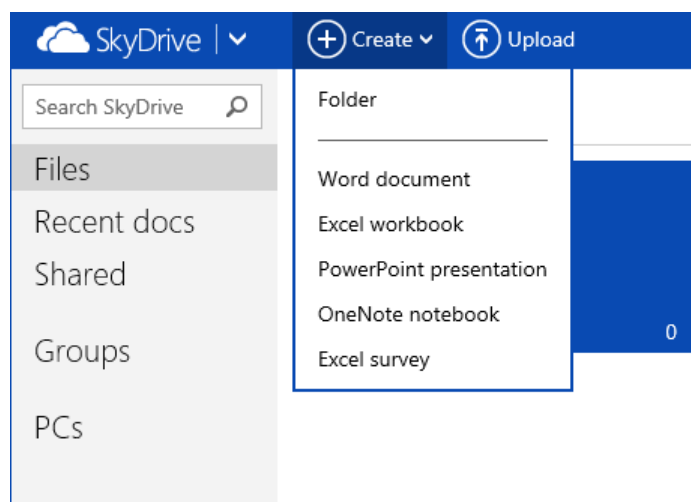 SkyDrive
Create
Upload
Search SkyDrive
Files
Recent docs
Shared
Groups
PCs
Folder
Word document
Excel workbook
PowerPoint presentation
OneNote notebook
Excel survey
0